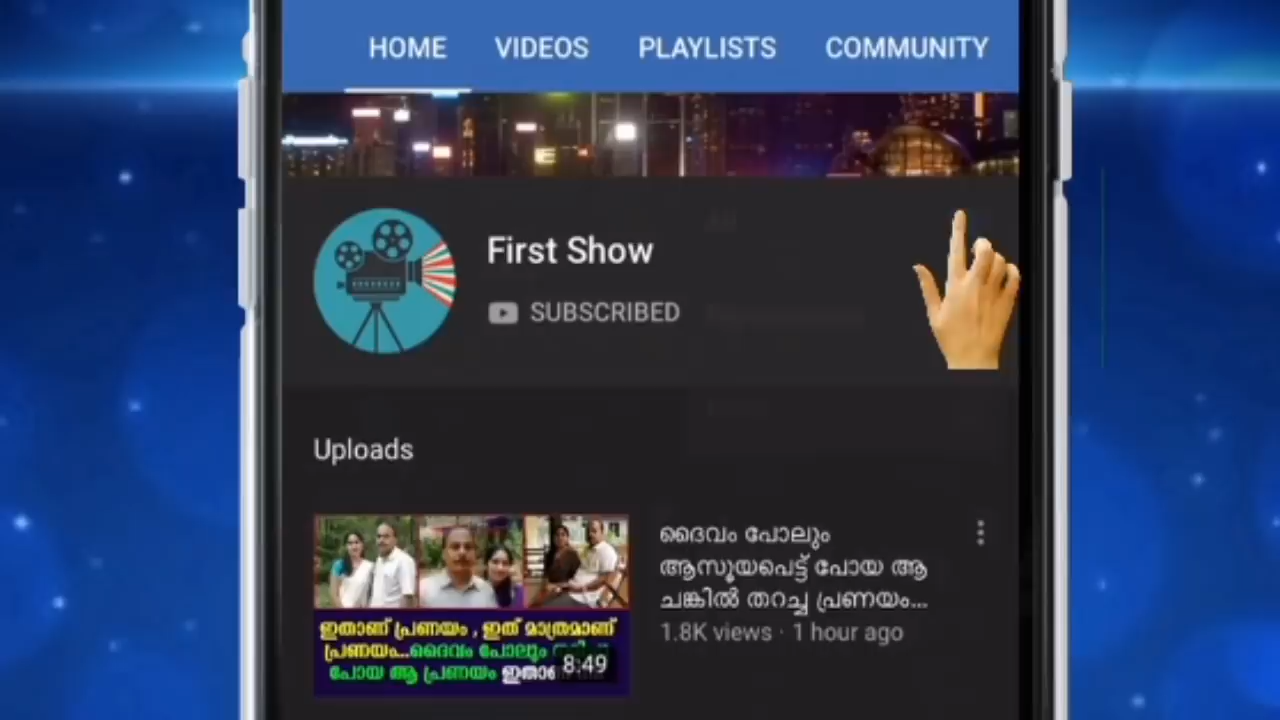 HOME VIDEOS PLAYLISTS COMMUNITY
First Show
SUBSCRIBED
Uploads
ദൈവം പോലും
ആസൂയപെട്ട് പോയ ആ
ചങ്കിൽ തറച്ച പ്രണയം...
1.8K views · 1 hour ago
ഇതാണ് പ്രണയം , ഇത് മാത്രമാണ്
പ്രണയം...ദൈവം പോലും
പോയ ആ പ്രണയം
8:49